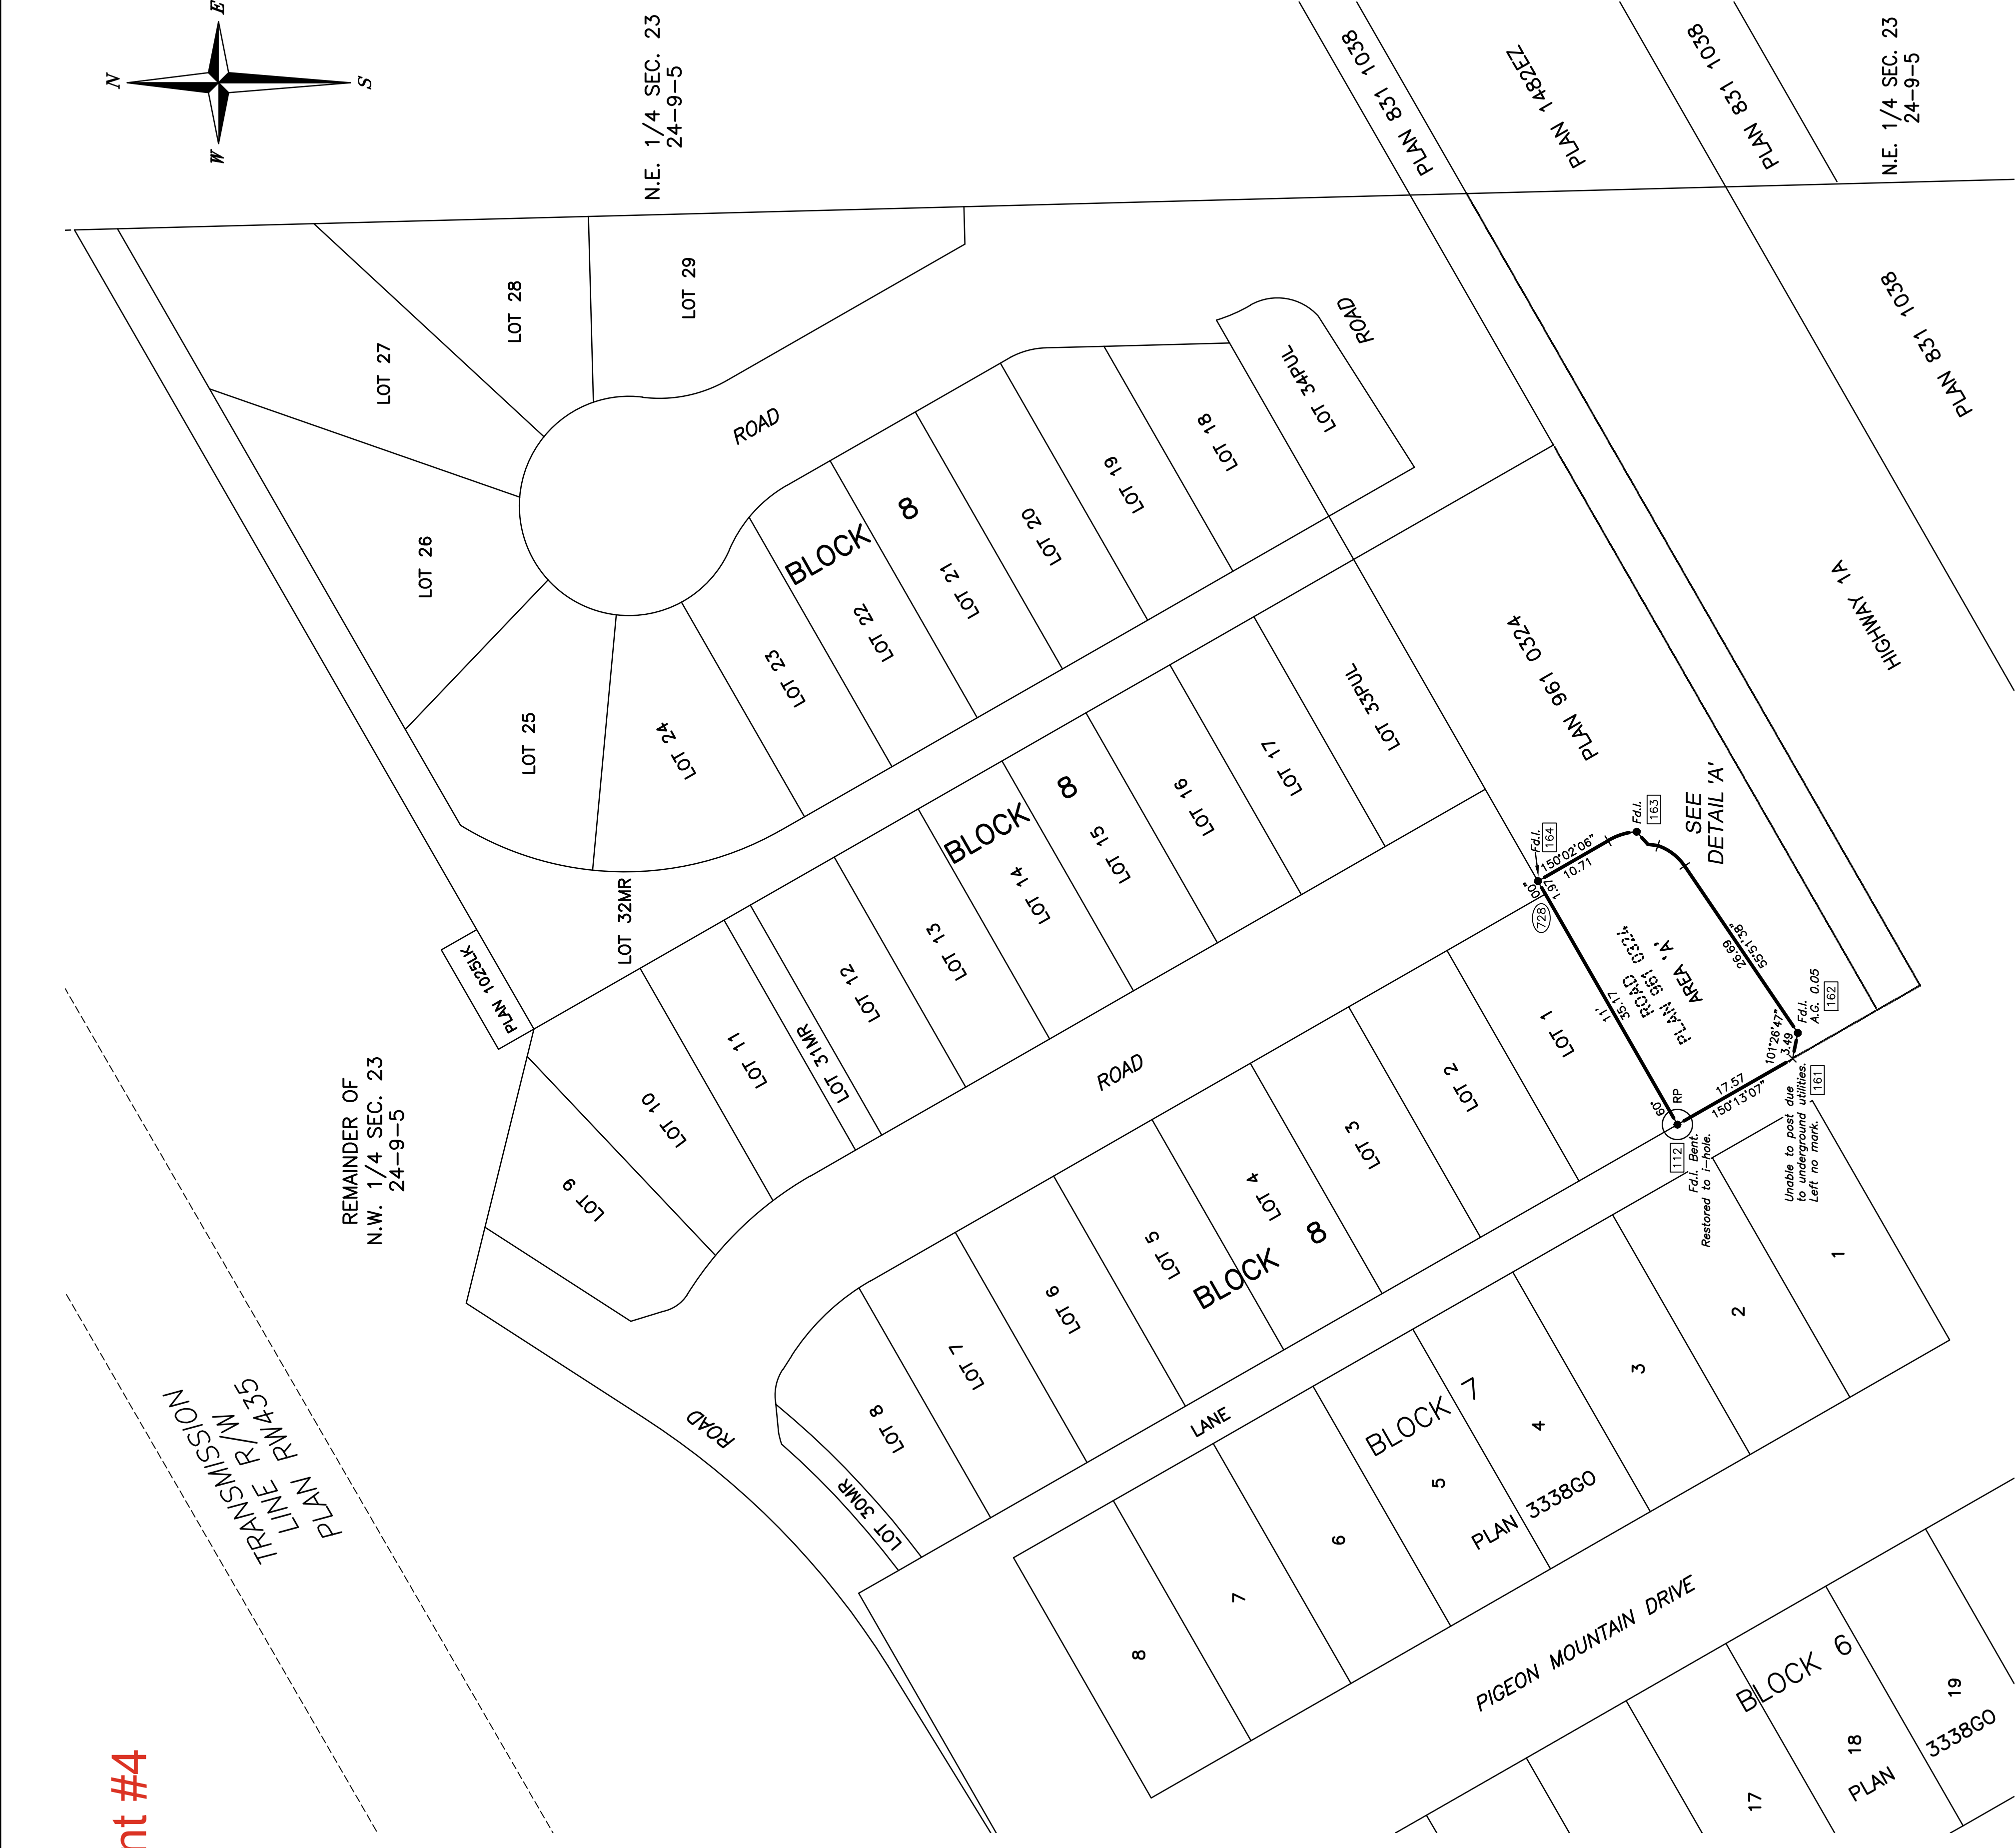 N
E
W
S
N.E. 1/4 SEC. 23
24-9-5
PLAN 831 1038
PLAN 1482EZ
PLAN 831 1038
N.E. 1/4 SEC. 23
24-9-5
PLAN 831 1038
HIGHWAY 1A
LOT 27
LOT 28
LOT 29
LOT 26
LOT 25
LOT 24
LOT 23
LOT 22
LOT 21
LOT 20
LOT 19
LOT 18
LOT 34PUL
ROAD
ROAD
BLOCK 8
LOT 32MR
PLAN 1025LK
REMAINDER OF
N.W. 1/4 SEC. 23
24-9-5
LOT 9
LOT 10
LOT 11
LOT 31MR
LOT 12
LOT 13
LOT 14
LOT 15
LOT 16
LOT 17
LOT 33PUL
BLOCK 8
PLAN 961 0324
ROAD
ROAD
LOT 8
LOT 7
LOT 6
LOT 5
LOT 4
LOT 3
LOT 2
LOT 1
LOT 30MR
BLOCK 8
LANE
SEE
DETAIL 'A'
Fd.I.
164
Fd.I.
163
150°02'06"
10.71
1.97
00"
728
35.17
11'
60°
ROAD
PLAN 961 0324
AREA 'A'
26.69
55°51'38"
Fd.I.
A.G. 0.05
162
101°26'47"
3.49
17.57
150°13'07"
RP
112
Fd.I. Bent.
Restored to i-hole.
Unable to post due
to underground utilities.
Left no mark.
161
8
7
6
5
4
3
2
1
BLOCK 7
PLAN 3338GO
PIGEON MOUNTAIN DRIVE
BLOCK 6
17
18
19
PLAN 3338GO
TRANSMISSION
LINE R/W
PLAN RW435
nt #4